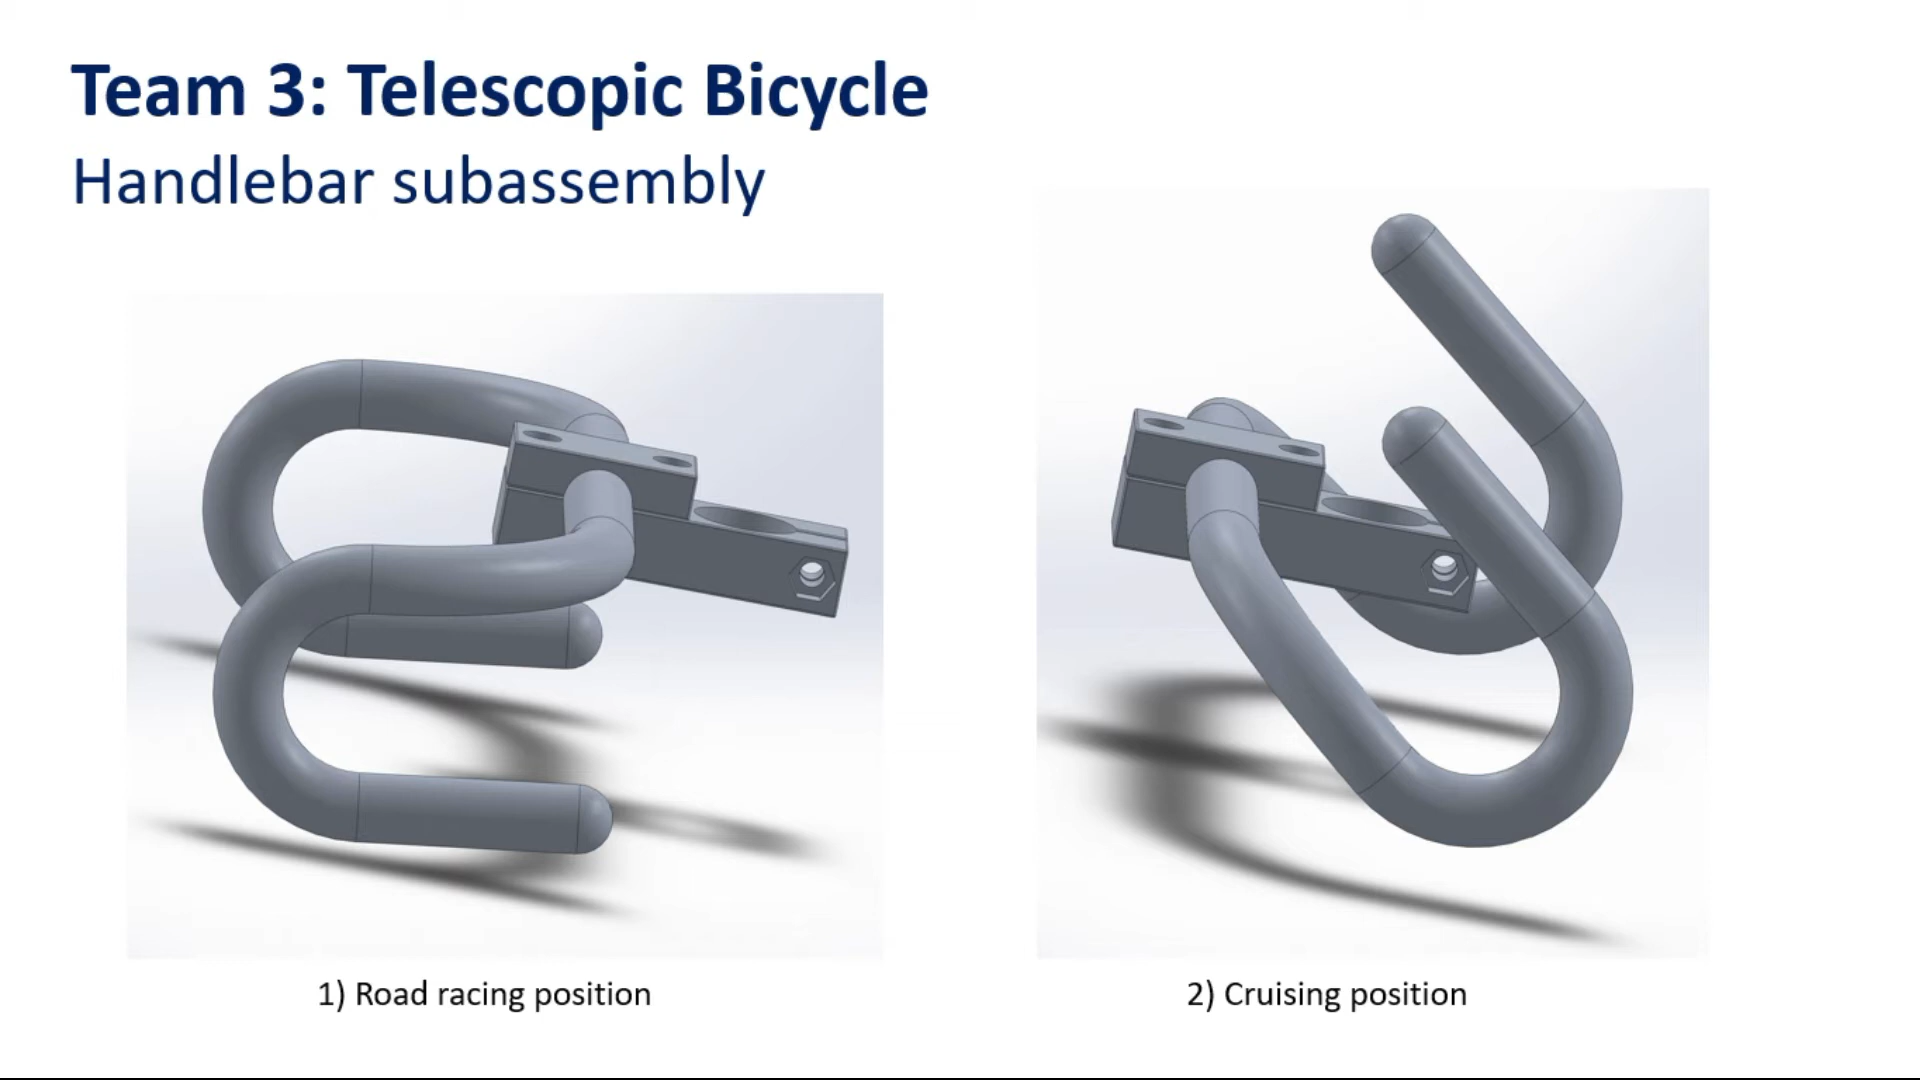 Team 3: Telescopic Bicycle
Handlebar subassembly
1) Road racing position
2) Cruising position